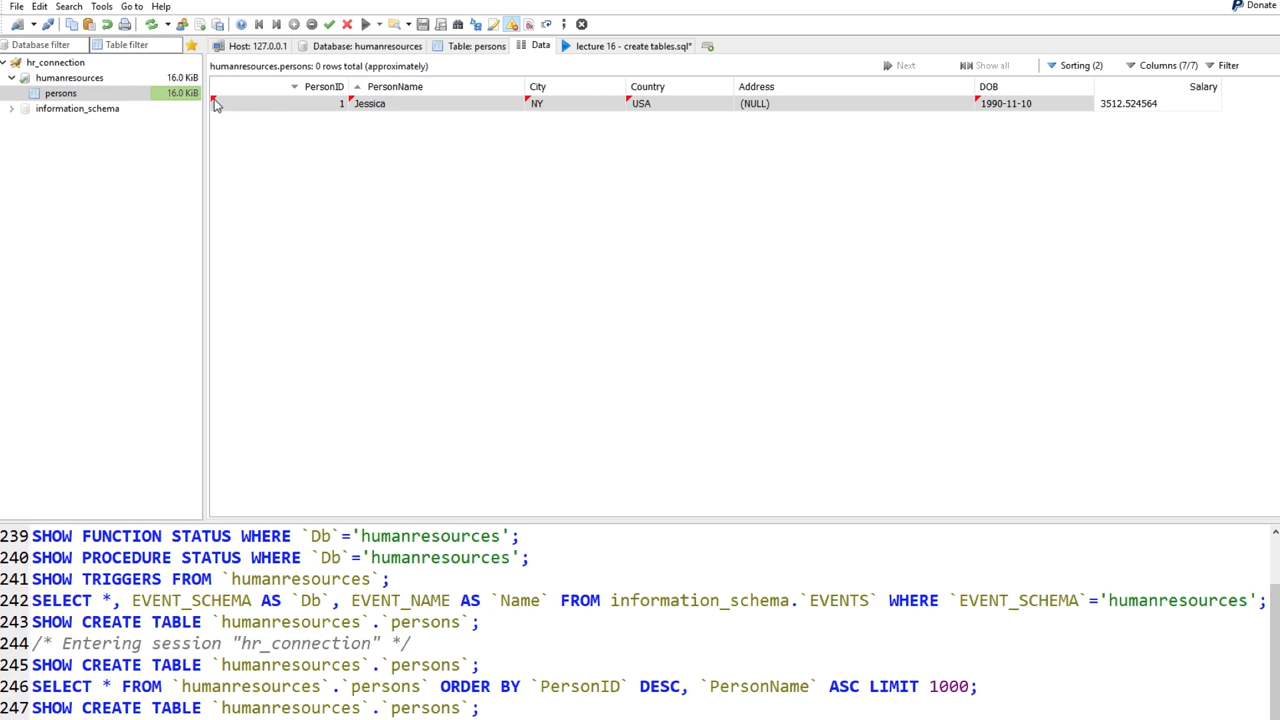 File Edit Search Tools Go to Help
Donate
Database filter Table filter Host: 127.0.0.1 Database: humanresources Table: persons Data lecture 16 - create tables.sql*
hr_connection
humanresources 16.0 KiB
persons 16.0 KiB
information_schema
humanresources.persons: 0 rows total (approximately) Next Show all Sorting (2) Columns (7/7) Filter
PersonID PersonName City Country Address DOB Salary
1 Jessica NY USA (NULL) 1990-11-10 3512.524564
239 SHOW FUNCTION STATUS WHERE `Db`='humanresources';
240 SHOW PROCEDURE STATUS WHERE `Db`='humanresources';
241 SHOW TRIGGERS FROM `humanresources`;
242 SELECT *, EVENT_SCHEMA AS `Db`, EVENT_NAME AS `Name` FROM information_schema.`EVENTS` WHERE `EVENT_SCHEMA`='humanresources';
243 SHOW CREATE TABLE `humanresources`.`persons`;
244 /* Entering session "hr_connection" */
245 SHOW CREATE TABLE `humanresources`.`persons`;
246 SELECT * FROM `humanresources`.`persons` ORDER BY `PersonID` DESC, `PersonName` ASC LIMIT 1000;
247 SHOW CREATE TABLE `humanresources`.`persons`;